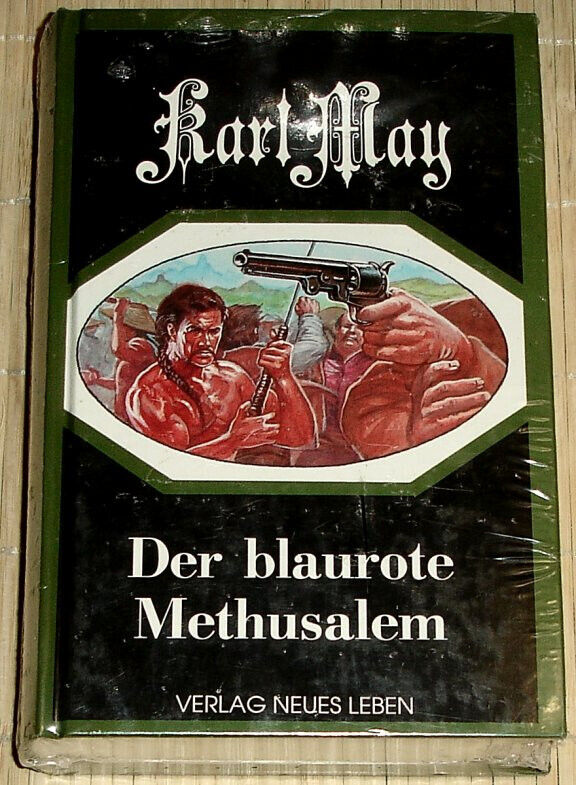 Karl May
Der blaurote
Methusalem
VERLAG NEUES LEBEN